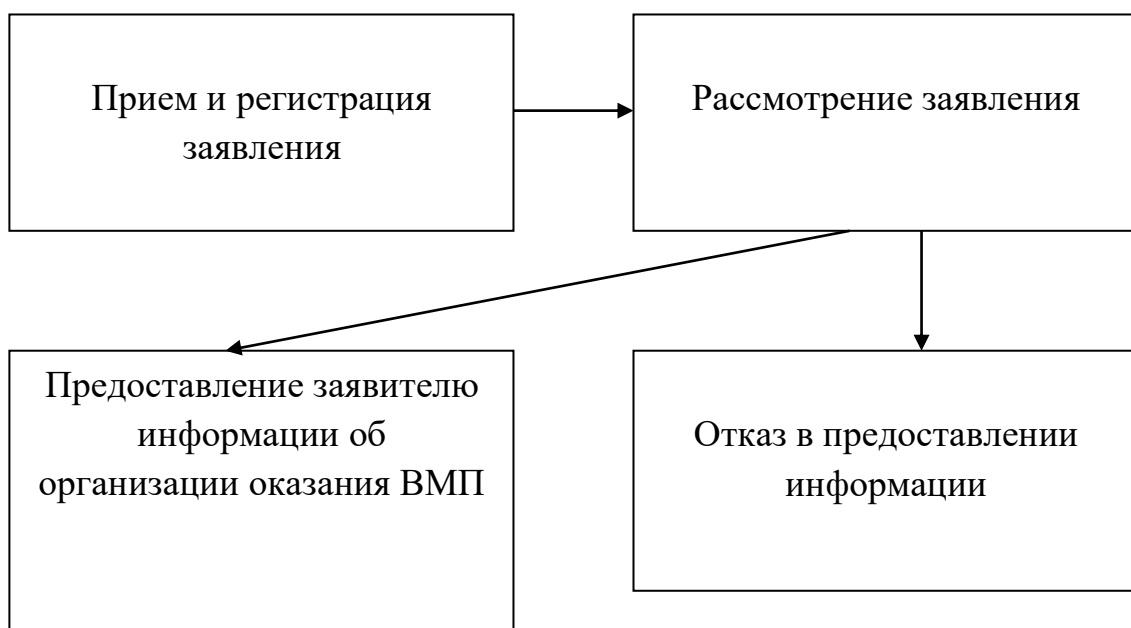 Прием и регистрация
заявления
Рассмотрение заявления
Предоставление заявителю
информации об
организации оказания ВМП
Отказ в предоставлении
информации